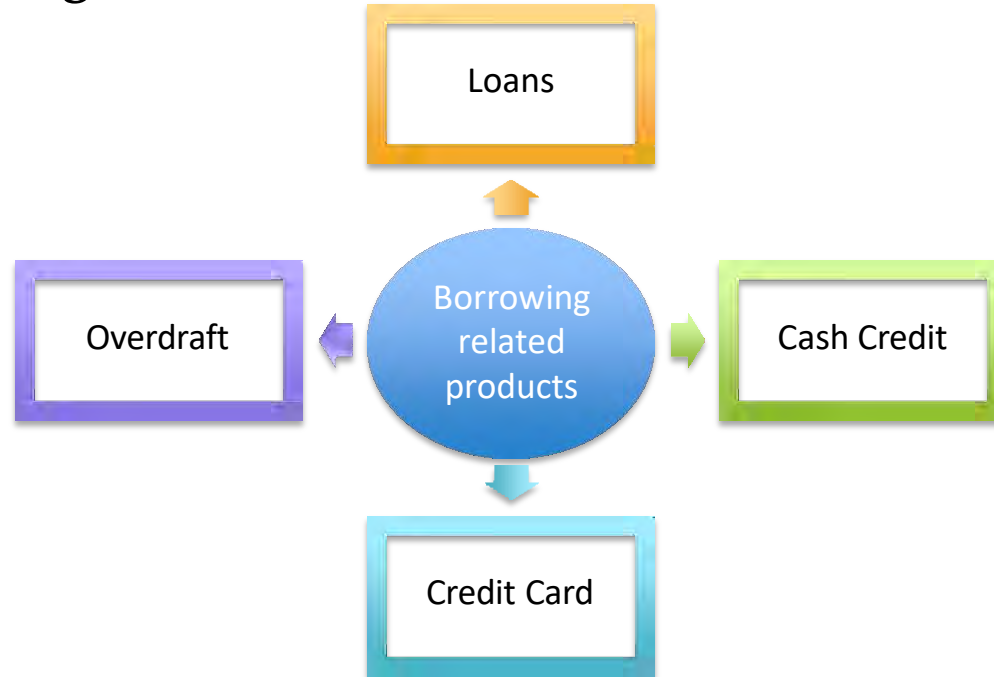 Loans
Overdraft
Borrowing
related
products
Cash Credit
Credit Card